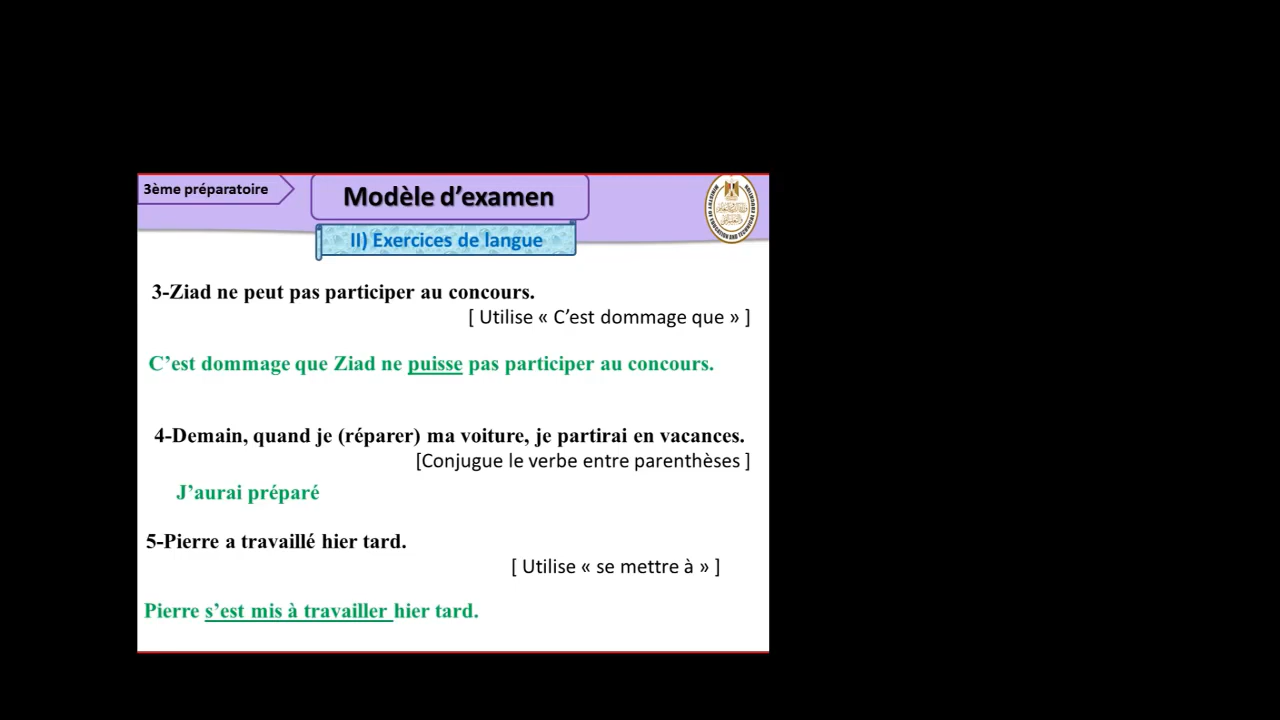 3ème préparatoire
Modèle d’examen
II) Exercices de langue
3-Ziad ne peut pas participer au concours.
[ Utilise « C’est dommage que » ]
C’est dommage que Ziad ne puisse pas participer au concours.
4-Demain, quand je (réparer) ma voiture, je partirai en vacances.
[Conjugue le verbe entre parenthèses ]
J’aurai préparé
5-Pierre a travaillé hier tard.
[ Utilise « se mettre à » ]
Pierre s’est mis à travailler hier tard.